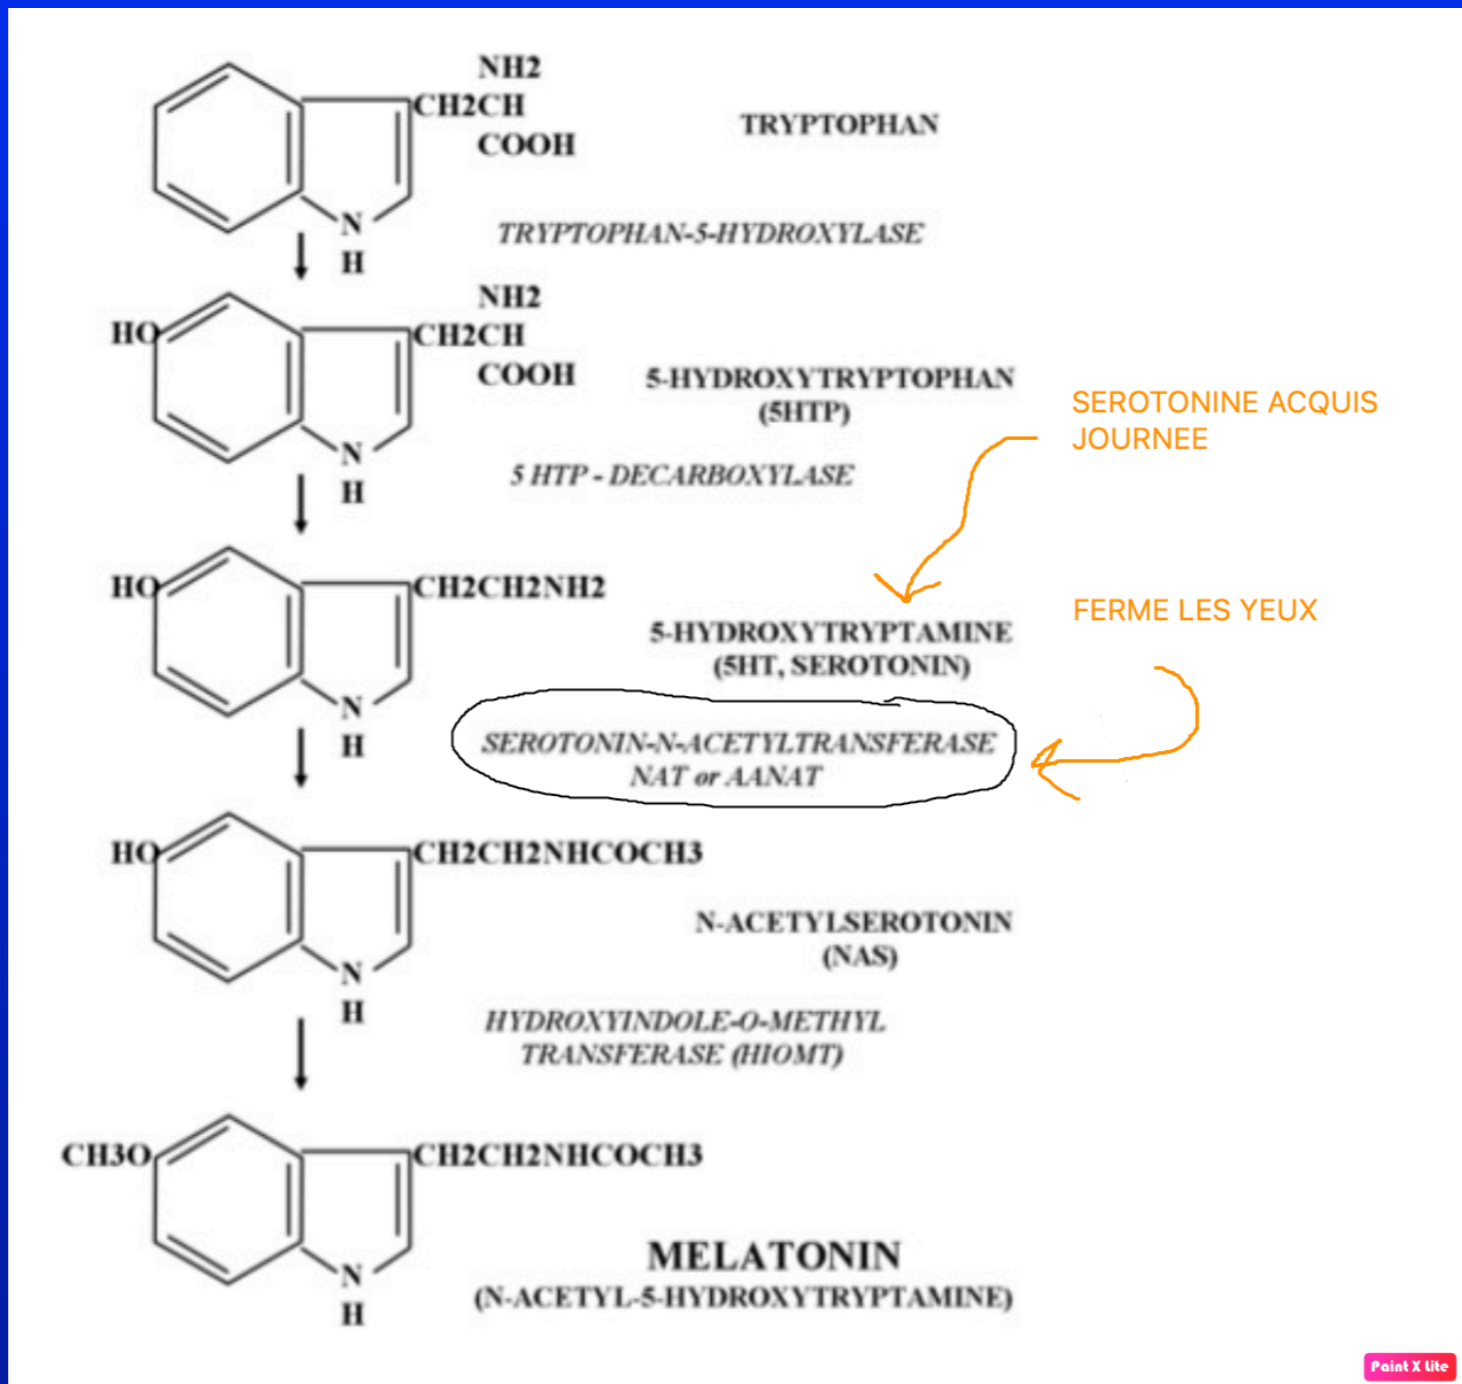 NH2
CH2CH
COOH
TRYPTOPHAN
N
H
TRYPTOPHAN-5-HYDROXYLASE
NH2
HO
CH2CH
COOH
5-HYDROXYTRYPTOPHAN
(5HTP)
SEROTONINE ACQUIS
JOURNEE
N
H
5 HTP - DECARBOXYLASE
HO
CH2CH2NH2
5-HYDROXYTRYPTAMINE
(5HT, SEROTONIN)
FERME LES YEUX
N
H
SEROTONIN-N-ACETYLTRANSFERASE
NAT or AANAT
HO
CH2CH2NHCOCH3
N-ACETYLSEROTONIN
(NAS)
N
H
HYDROXYINDOLE-O-METHYL
TRANSFERASE (HIOMT)
CH3O
CH2CH2NHCOCH3
N
H
MELATONIN
(N-ACETYL-5-HYDROXYTRYPTAMINE)
Paint X Lite